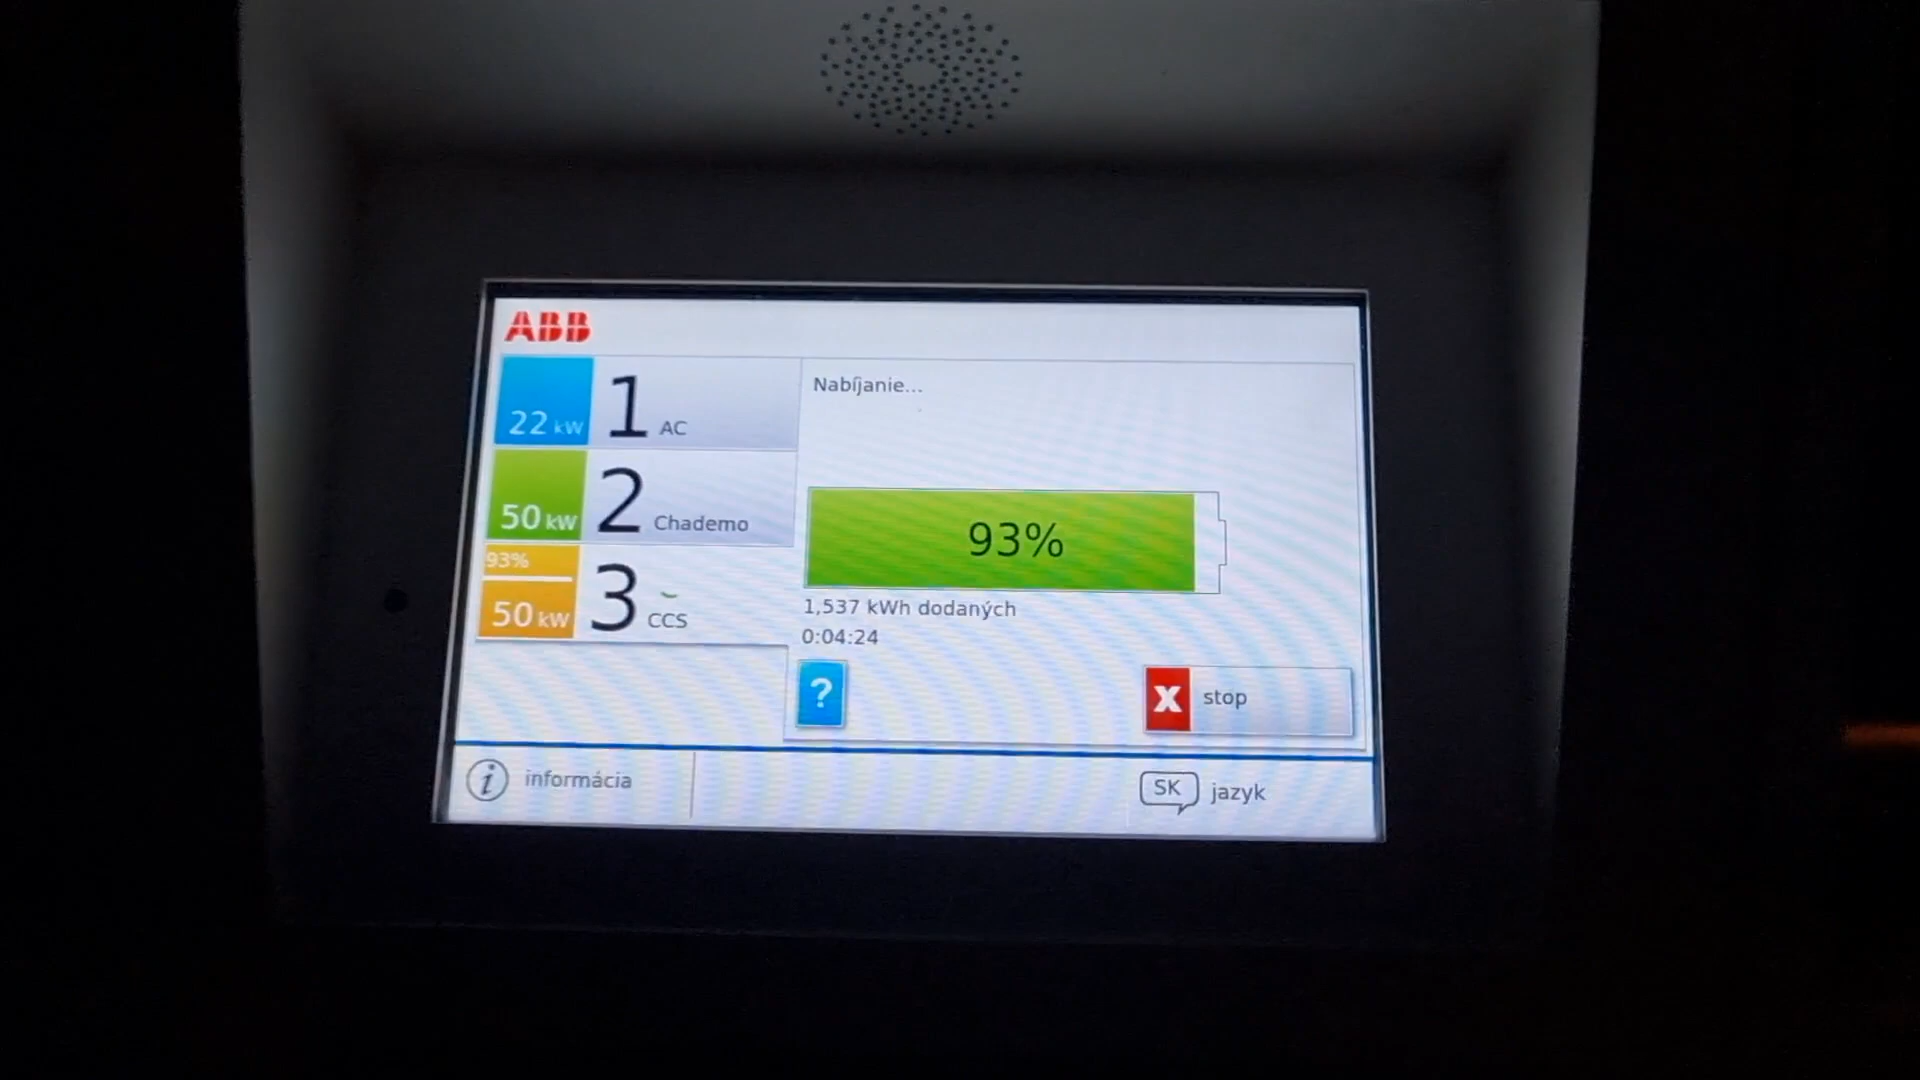 ABB
22 kW 1 AC
50 kW 2 Chademo
93%
50 kW 3 CCS
Nabíjanie...
93%
1,537 kWh dodaných
0:04:24
?
X stop
i informácia
SK jazyk